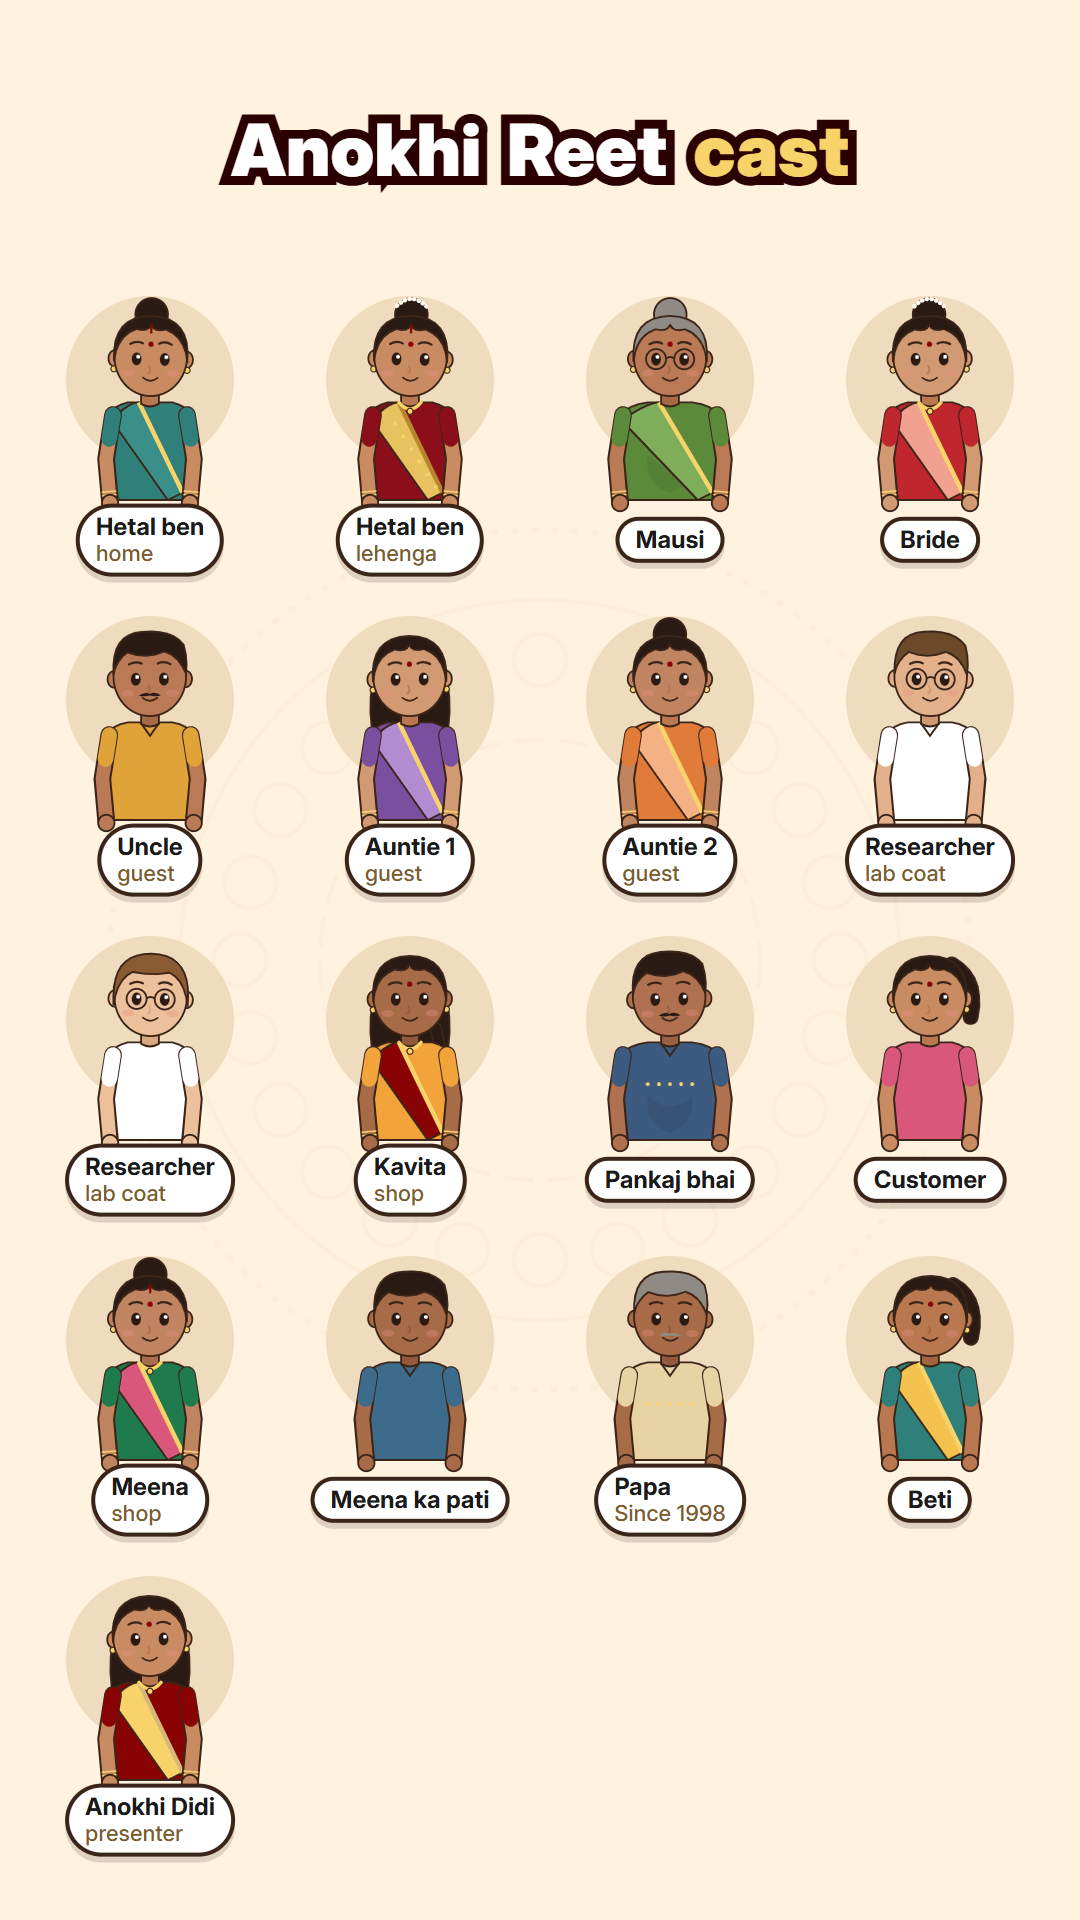 Anokhi Reet cast
Hetal ben
home
Hetal ben
lehenga
Mausi
Bride
Uncle
guest
Auntie 1
guest
Auntie 2
guest
Researcher
lab coat
Researcher
lab coat
Kavita
shop
Pankaj bhai
Customer
Meena
shop
Meena ka pati
Papa
Since 1998
Beti
Anokhi Didi
presenter